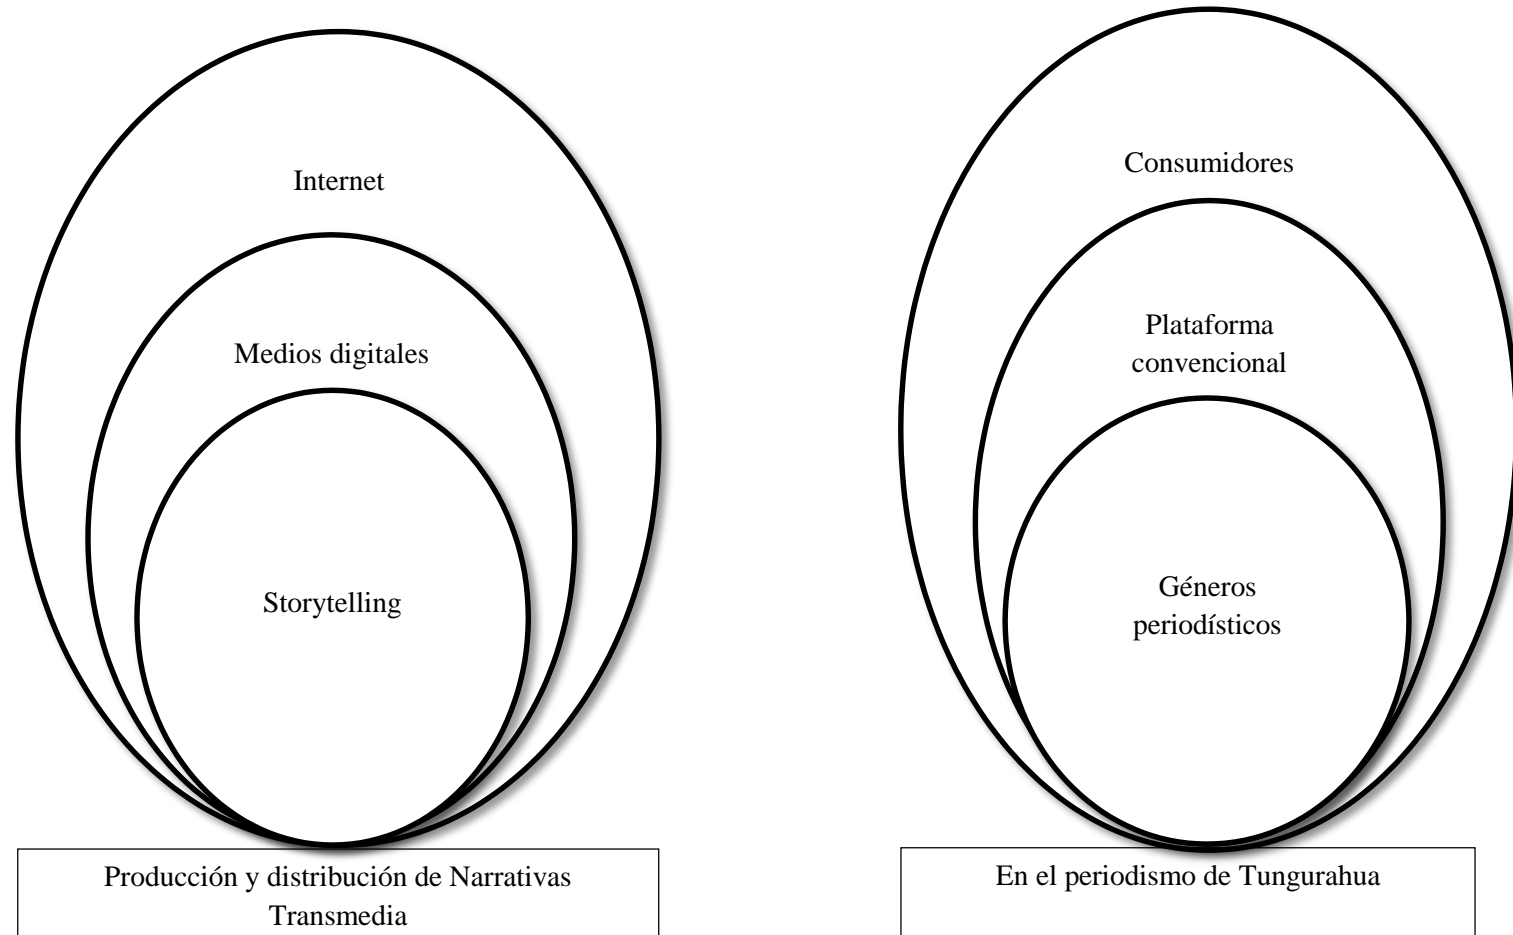 Internet
Medios digitales
Storytelling
Producción y distribución de Narrativas
Transmedia
Consumidores
Plataforma
convencional
Géneros
periodísticos
En el periodismo de Tungurahua